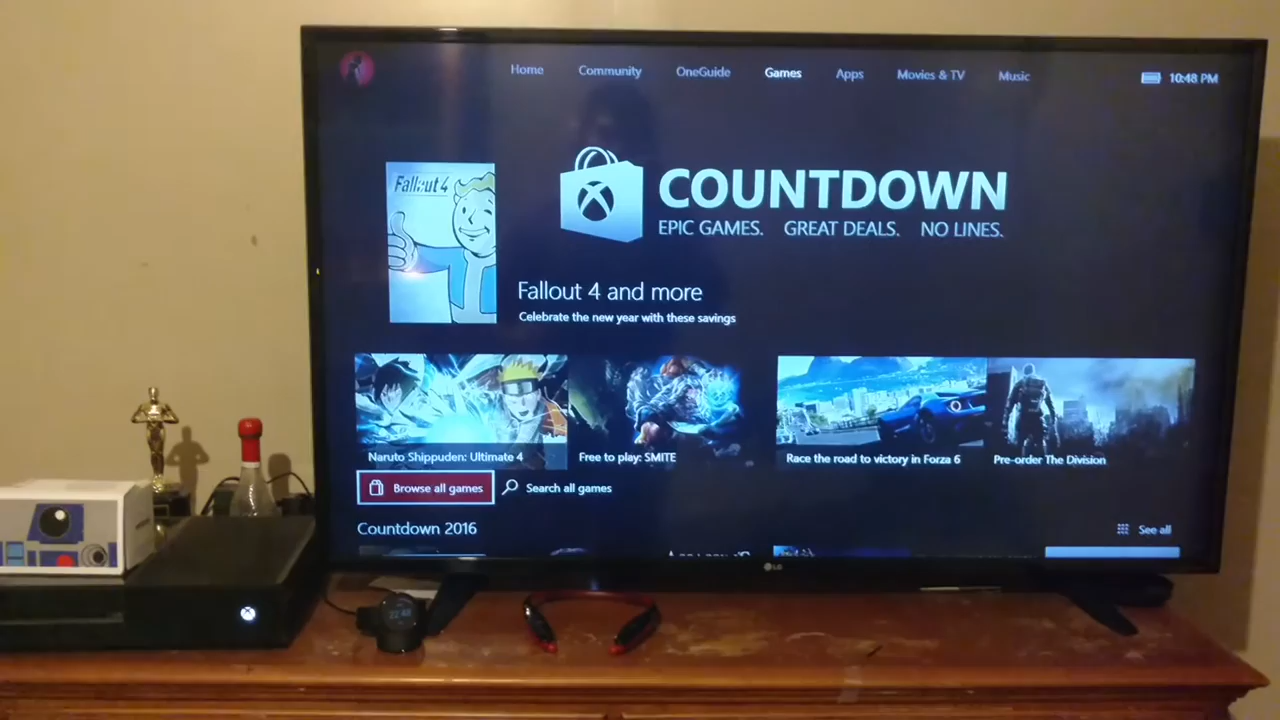 Home Community OneGuide Games Apps Movies & TV Music 10:48 PM
Fallout 4
COUNTDOWN
EPIC GAMES. GREAT DEALS. NO LINES.
Fallout 4 and more
Celebrate the new year with these savings
Naruto Shippuden: Ultimate 4
Free to play: SMITE
Race the road to victory in Forza 6
Pre-order The Division
Browse all games
Search all games
Countdown 2016
See all
LG
22:48